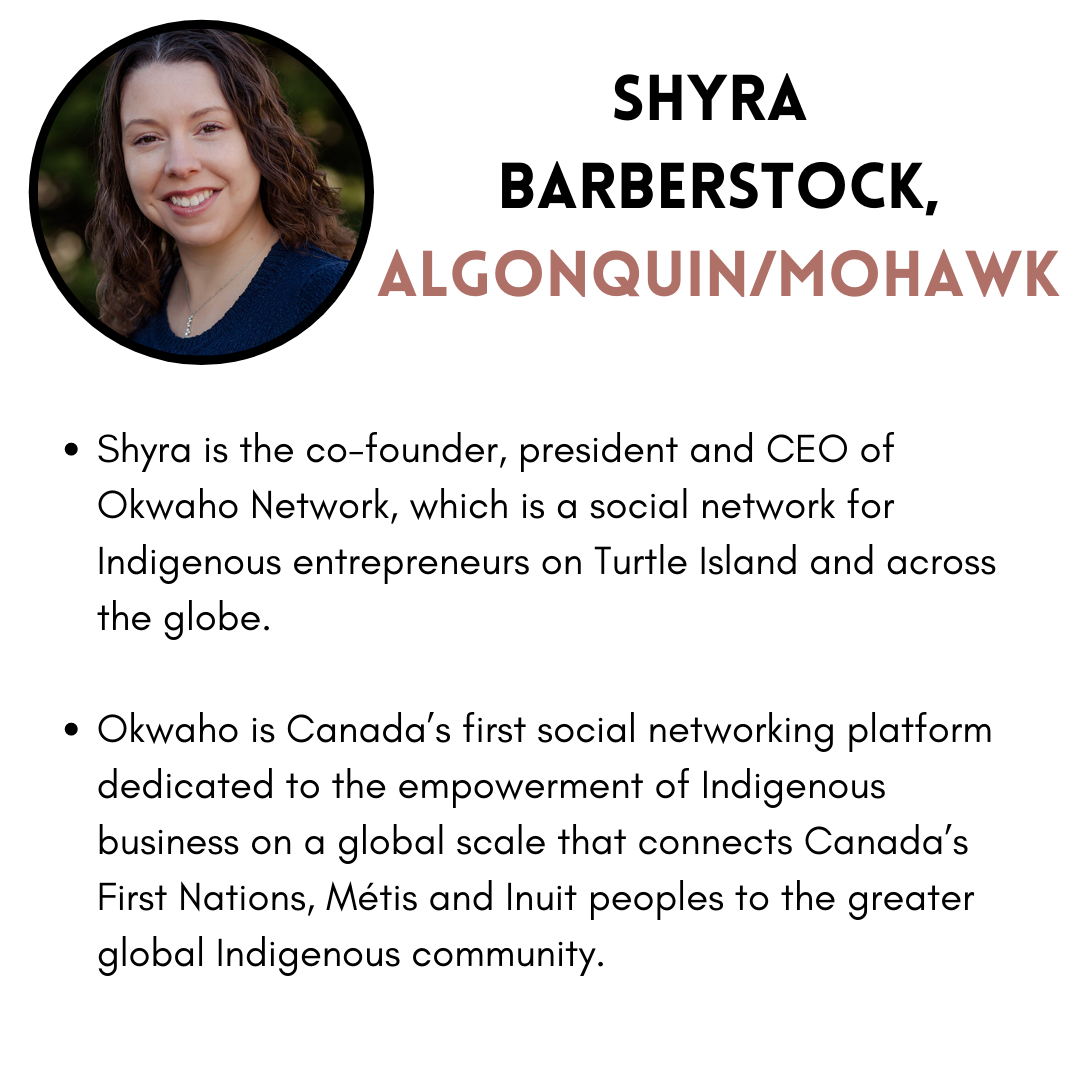 SHYRA
BARBERSTOCK,
ALGONQUIN/MOHAWK
• Shyra is the co-founder, president and CEO of
Okwaho Network, which is a social network for
Indigenous entrepreneurs on Turtle Island and across
the globe.
• Okwaho is Canada’s first social networking platform
dedicated to the empowerment of Indigenous
business on a global scale that connects Canada’s
First Nations, Métis and Inuit peoples to the greater
global Indigenous community.